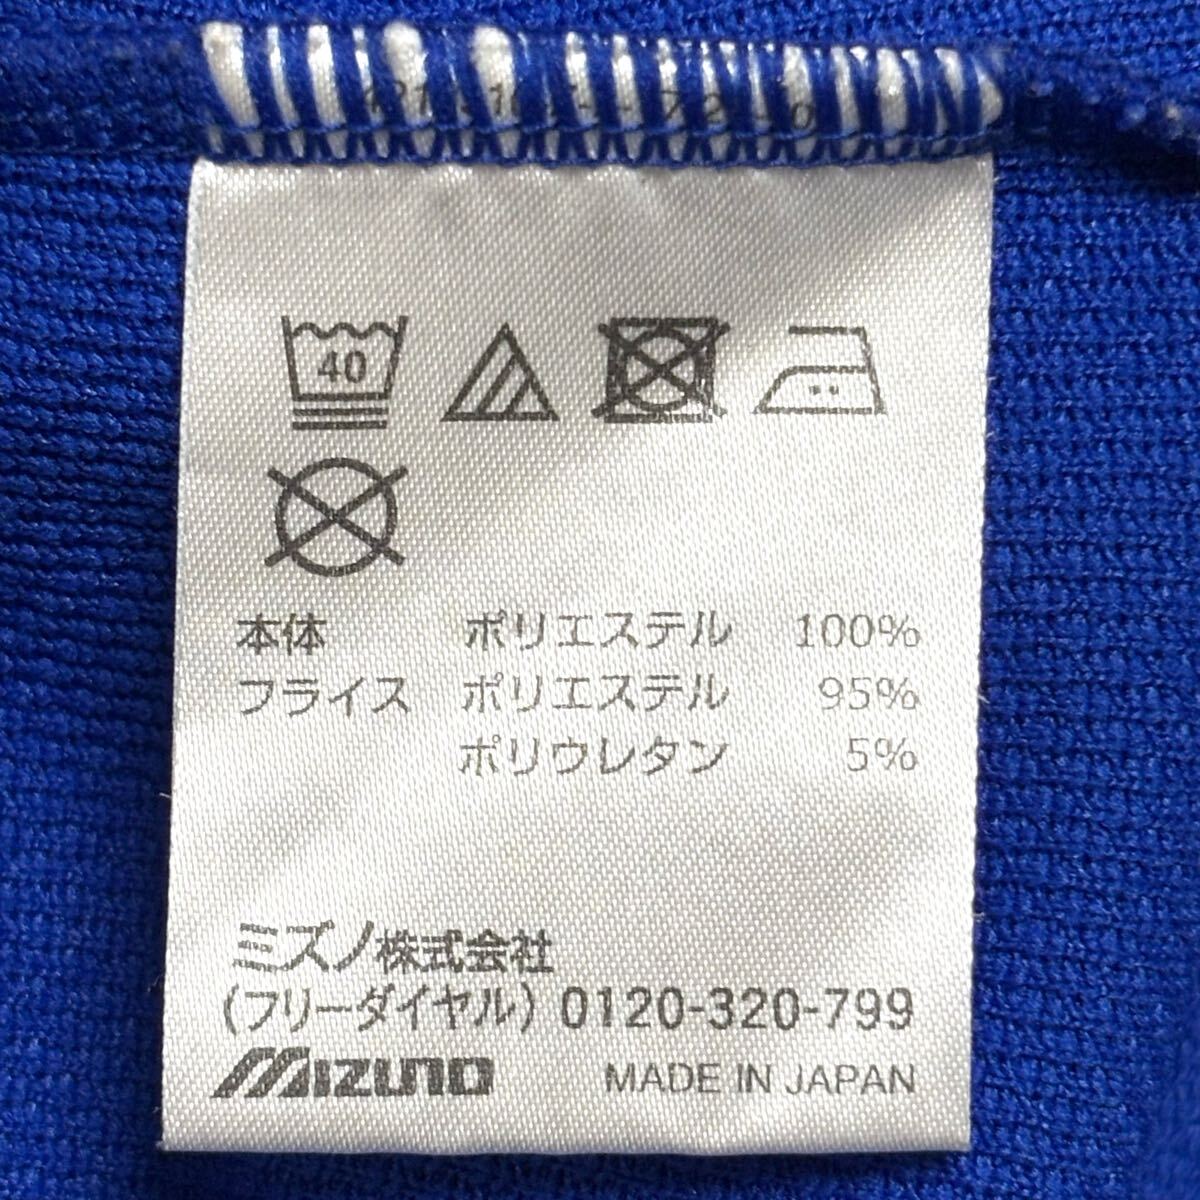 40
本体 ポリエステル 100%
フライス ポリエステル 95%
ポリウレタン 5%
ミズノ株式会社
(フリーダイヤル) 0120-320-799
MIZUNO MADE IN JAPAN